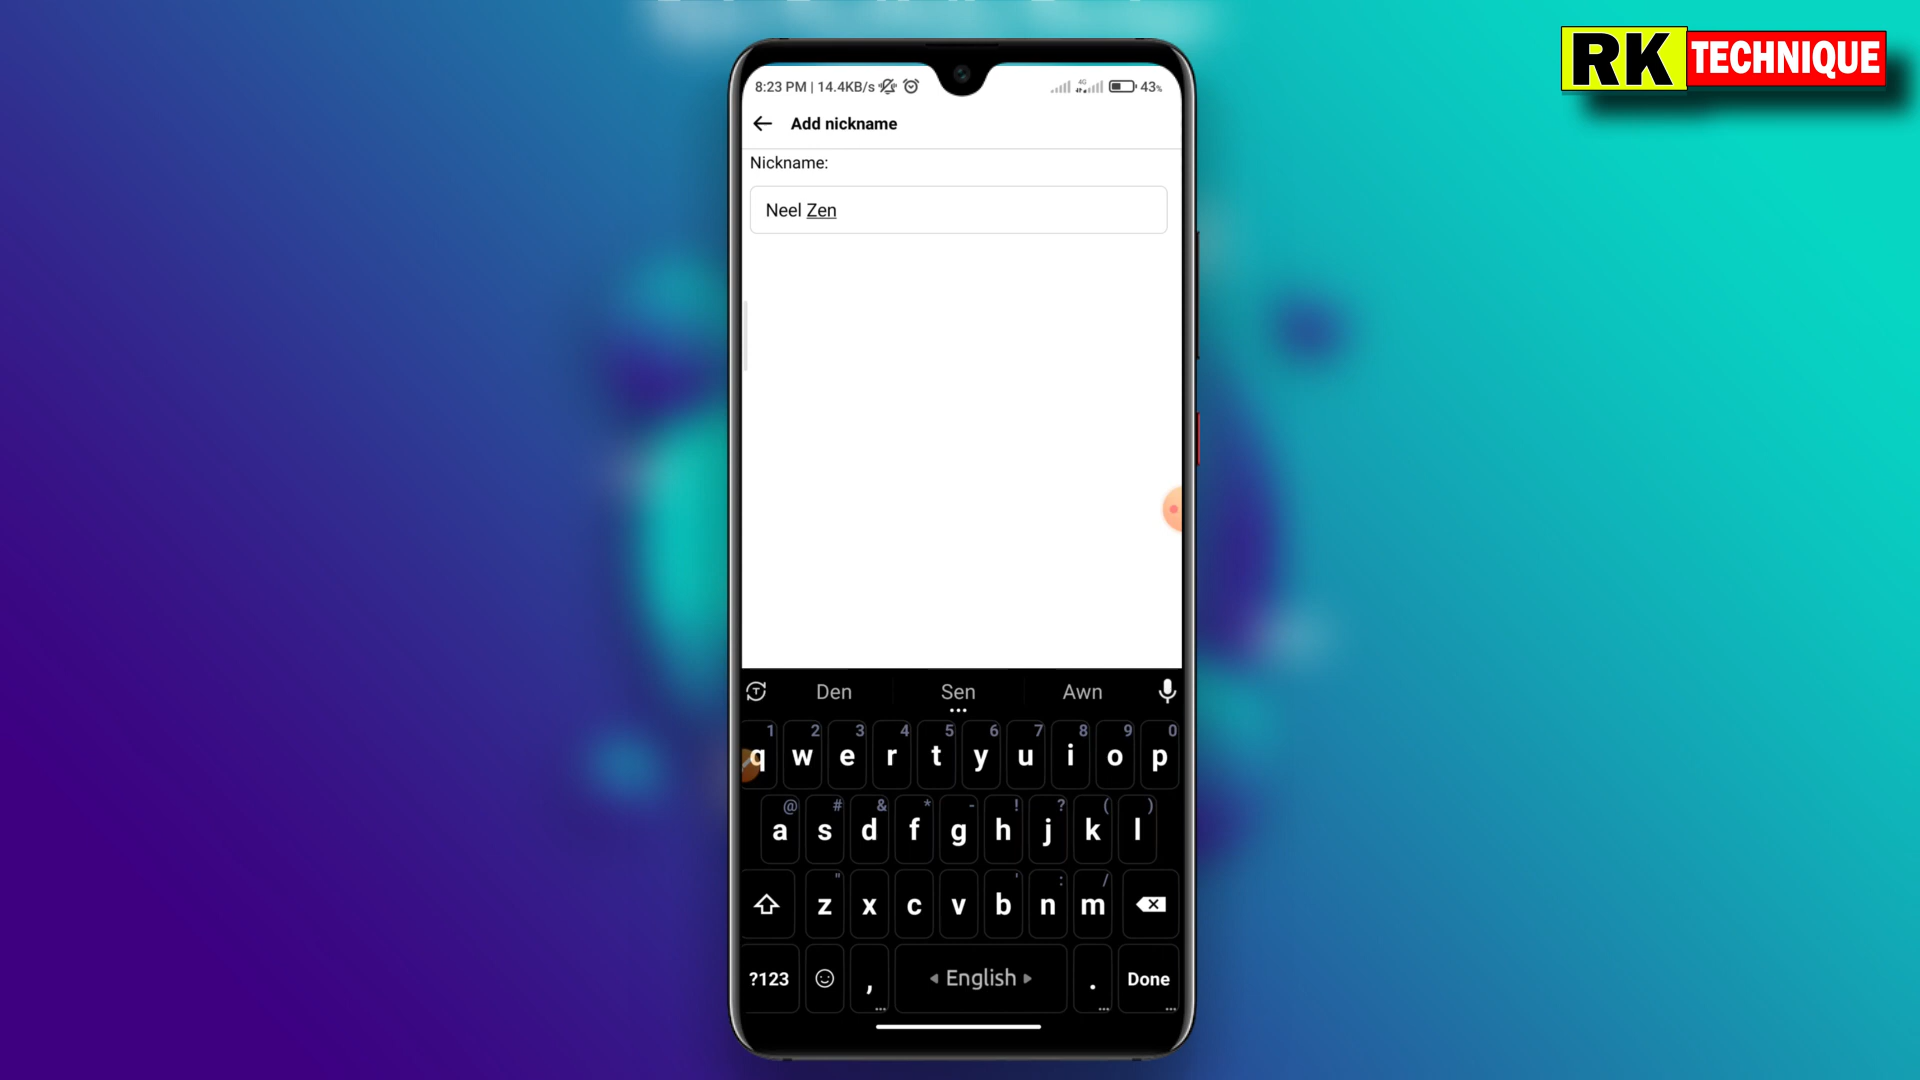 RK TECHNIQUE
8:23 PM | 14.4KB/s 4G 43%
Add nickname
Nickname:
Neel Zen
Den Sen Awn
1 2 3 4 5 6 7 8 9 0
q w e r t y u i o p
@ # & * - ! ? ( )
a s d f g h j k l
" ' : /
z x c v b n m
?123 , English . Done